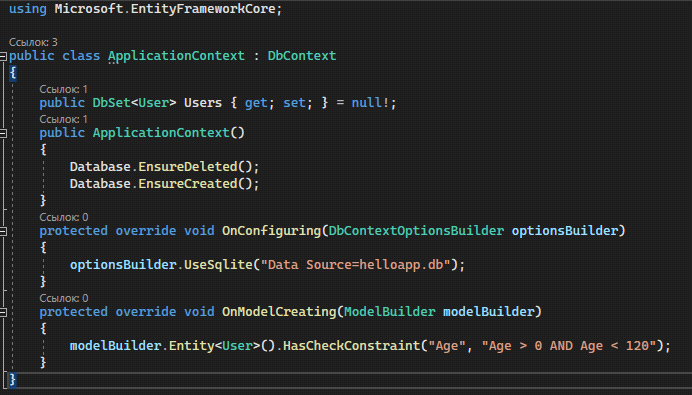 using Microsoft.EntityFrameworkCore;
Ссылок: 3
public class ApplicationContext : DbContext
{
Ссылок: 1
public DbSet<User> Users { get; set; } = null!;
Ссылок: 1
public ApplicationContext()
{
Database.EnsureDeleted();
Database.EnsureCreated();
}
Ссылок: 0
protected override void OnConfiguring(DbContextOptionsBuilder optionsBuilder)
{
optionsBuilder.UseSqlite("Data Source=helloapp.db");
}
Ссылок: 0
protected override void OnModelCreating(ModelBuilder modelBuilder)
{
modelBuilder.Entity<User>().HasCheckConstraint("Age", "Age > 0 AND Age < 120");
}
}